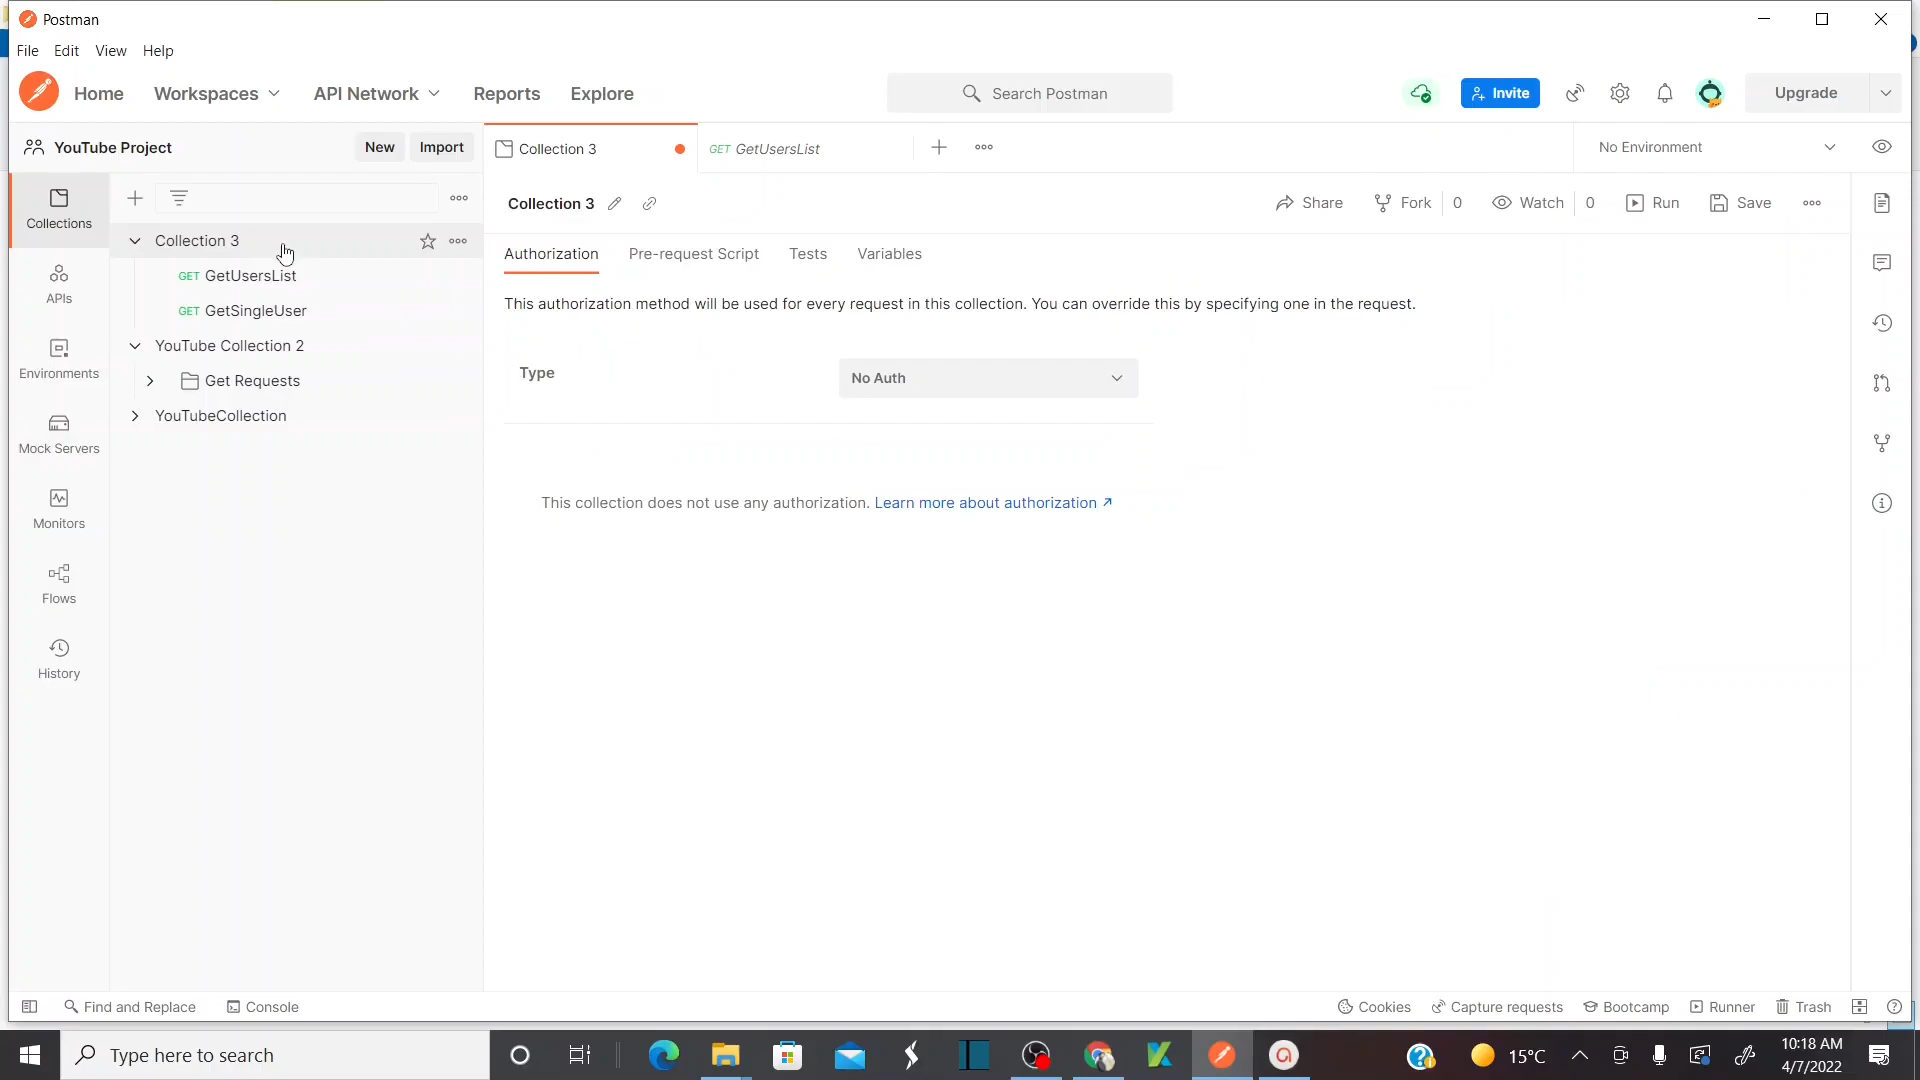 Postman
File Edit View Help
Home Workspaces API Network Reports Explore Search Postman Invite Upgrade
YouTube Project New Import Collection 3 GET GetUsersList No Environment
Collections
APIs
Environments
Mock Servers
Monitors
Flows
History
Collection 3
GET GetUsersList
GET GetSingleUser
YouTube Collection 2
Get Requests
YouTubeCollection
Collection 3 Share Fork 0 Watch 0 Run Save
Authorization Pre-request Script Tests Variables
This authorization method will be used for every request in this collection. You can override this by specifying one in the request.
Type No Auth
This collection does not use any authorization. Learn more about authorization ↗
Find and Replace Console Cookies Capture requests Bootcamp Runner Trash
Type here to search 15°C 10:18 AM
4/7/2022